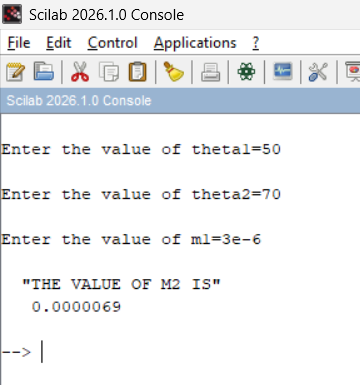 Scilab 2026.1.0 Console
File Edit Control Applications ?
Scilab 2026.1.0 Console
Enter the value of theta1=50
Enter the value of theta2=70
Enter the value of m1=3e-6
"THE VALUE OF M2 IS"
0.0000069
-->